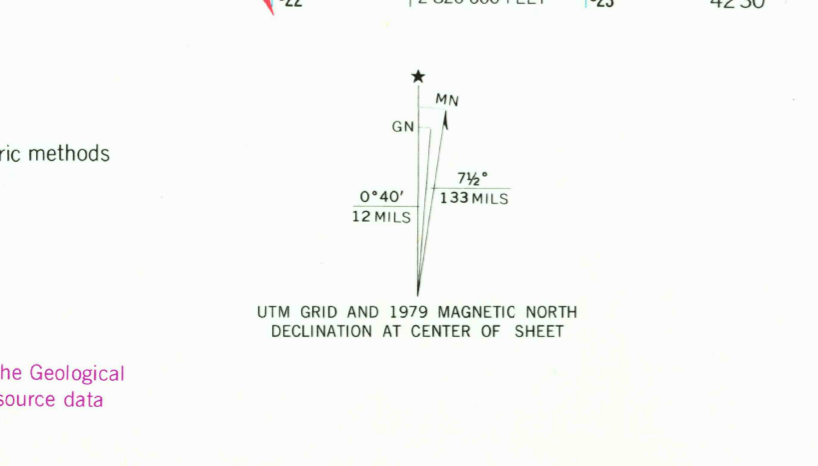 MN
GN
ric methods
7½°
0°40′
133 MILS
12 MILS
UTM GRID AND 1979 MAGNETIC NORTH
DECLINATION AT CENTER OF SHEET
he Geological
source data